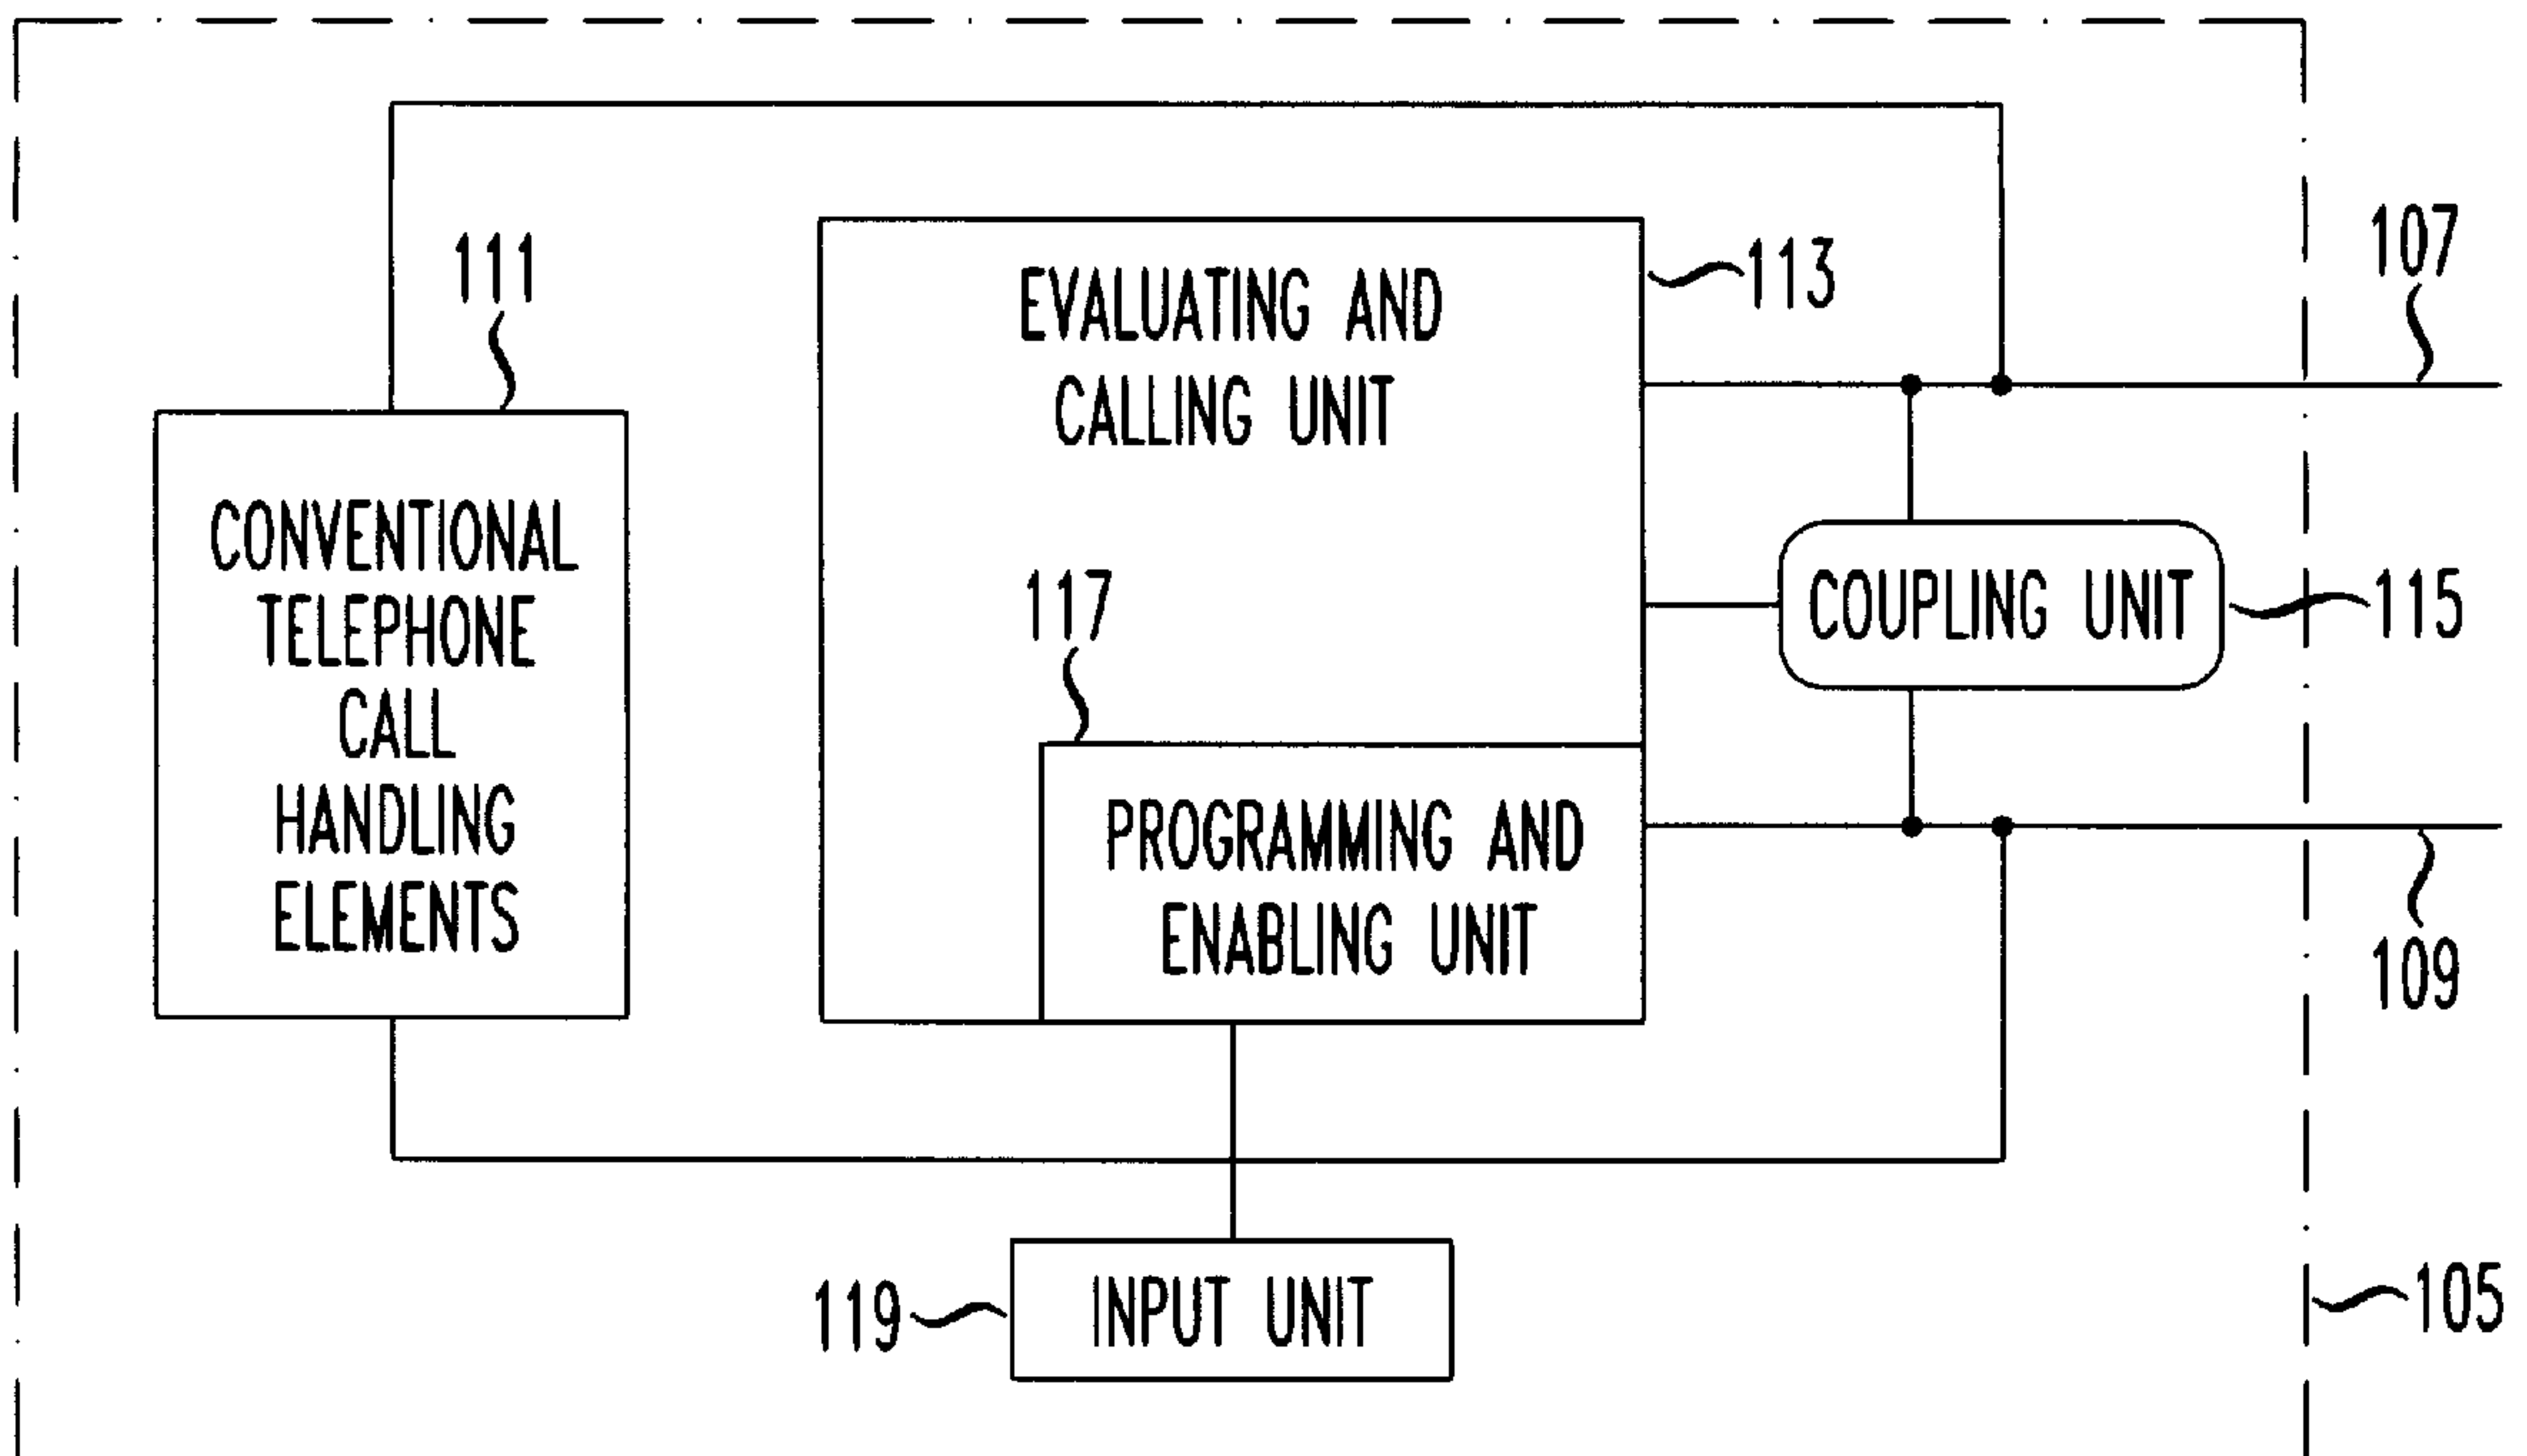 107
111
113
EVALUATING AND
CALLING UNIT
CONVENTIONAL
TELEPHONE
CALL
HANDLING
ELEMENTS
117
COUPLING UNIT
115
PROGRAMMING AND
ENABLING UNIT
109
119
INPUT UNIT
105